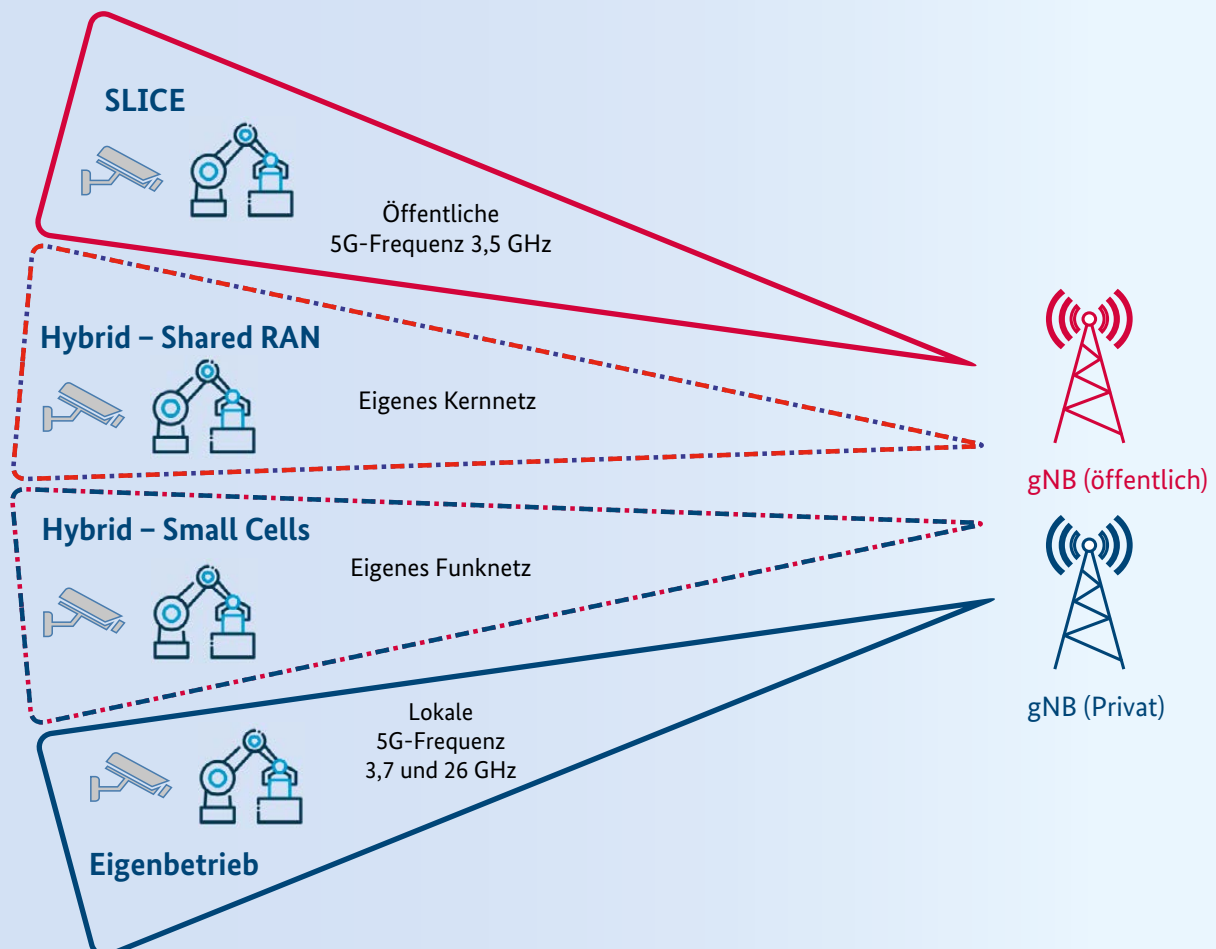 SLICE
Öffentliche
5G-Frequenz 3,5 GHz
Hybrid – Shared RAN
Eigenes Kernnetz
gNB (öffentlich)
Hybrid – Small Cells
Eigenes Funknetz
gNB (Privat)
Lokale
5G-Frequenz
3,7 und 26 GHz
Eigenbetrieb